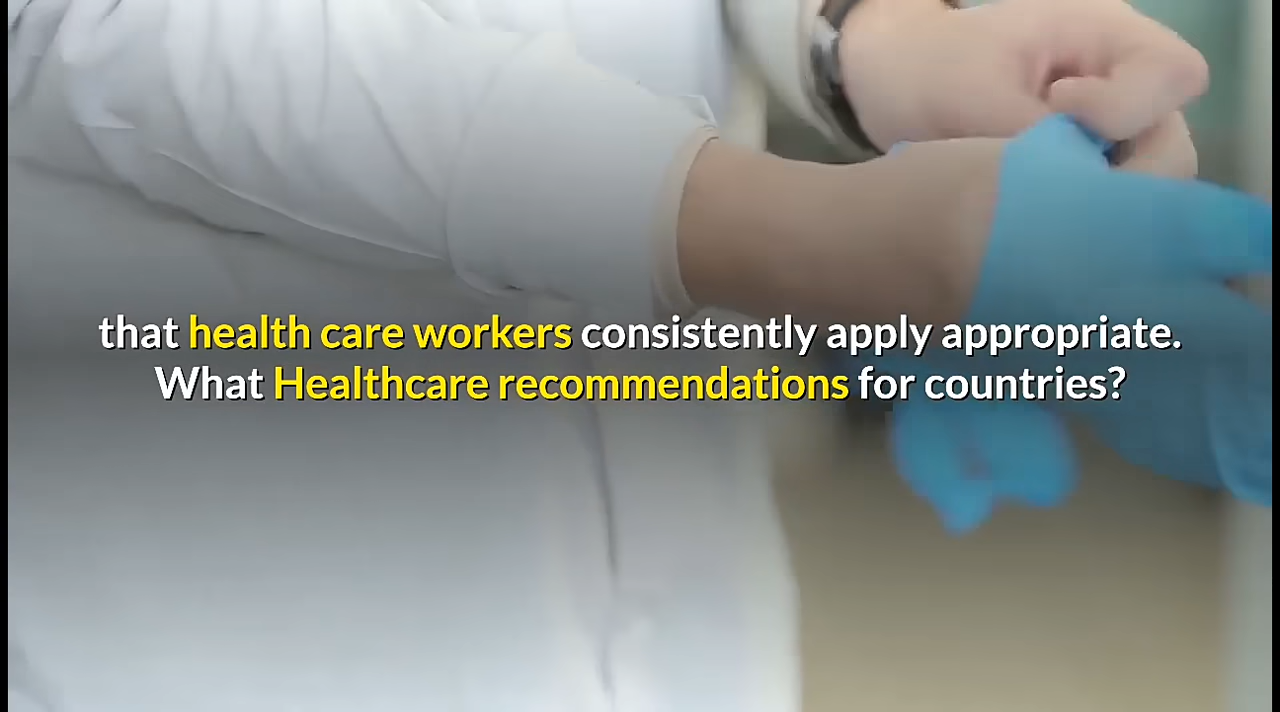 that health care workers consistently apply appropriate.
What Healthcare recommendations for countries?